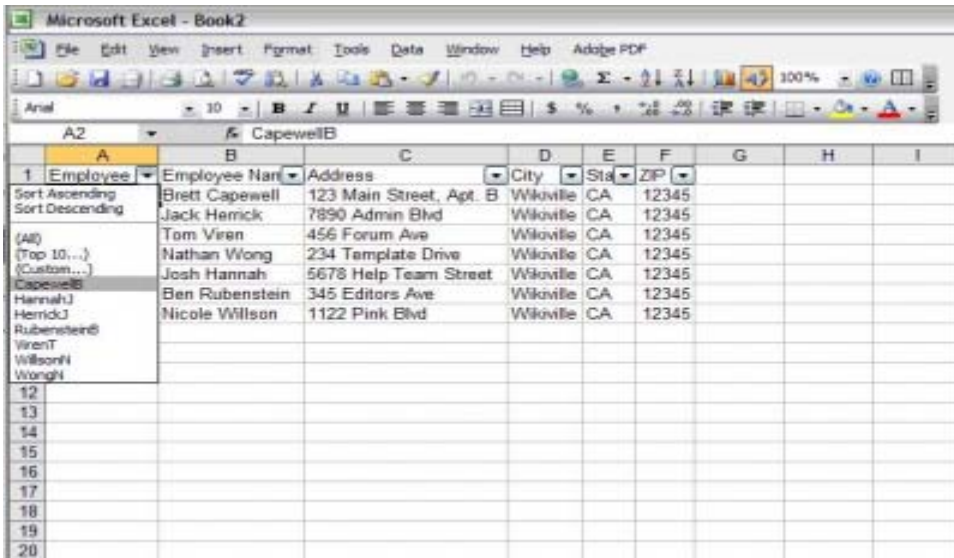 Microsoft Excel - Book2
File Edit View Insert Format Tools Data Window Help Adobe PDF
100%
Arial 10 B I U $ % ,
A2 fx CapewellB
A B C D E F G H I
1 Employee Employee Nam Address City Sta ZIP
Sort Ascending
Sort Descending
(All)
(Top 10...)
(Custom...)
CapewellB
HannahJ
HerrickJ
RubensteinB
VirenT
WillsonN
WongN
Brett Capewell 123 Main Street, Apt. B Wikiville CA 12345
Jack Herrick 7890 Admin Blvd Wikiville CA 12345
Tom Viren 456 Forum Ave Wikiville CA 12345
Nathan Wong 234 Template Drive Wikiville CA 12345
Josh Hannah 5678 Help Team Street Wikiville CA 12345
Ben Rubenstein 345 Editors Ave Wikiville CA 12345
Nicole Willson 1122 Pink Blvd Wikiville CA 12345
12
13
14
15
16
17
18
19
20